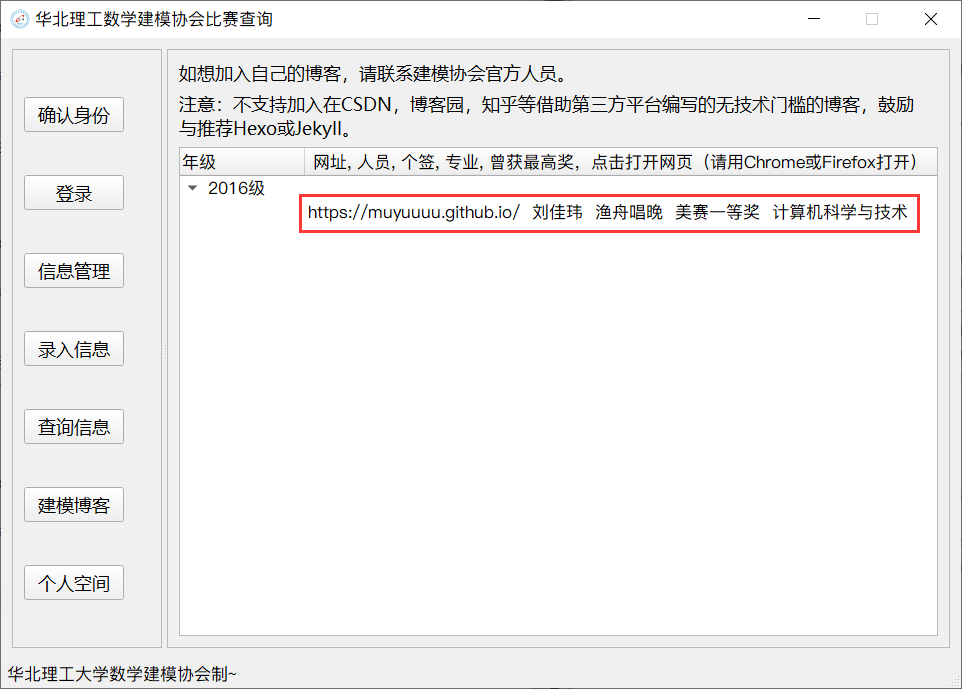 华北理工数学建模协会比赛查询
确认身份
登录
信息管理
录入信息
查询信息
建模博客
个人空间
如想加入自己的博客，请联系建模协会官方人员。
注意：不支持加入在CSDN，博客园，知乎等借助第三方平台编写的无技术门槛的博客，鼓励
与推荐Hexo或Jekyll。
年级 网址, 人员, 个签, 专业, 曾获最高奖，点击打开网页（请用Chrome或Firefox打开）
2016级
https://muyuuuu.github.io/ 刘佳玮 渔舟唱晚 美赛一等奖 计算机科学与技术
华北理工大学数学建模协会制~